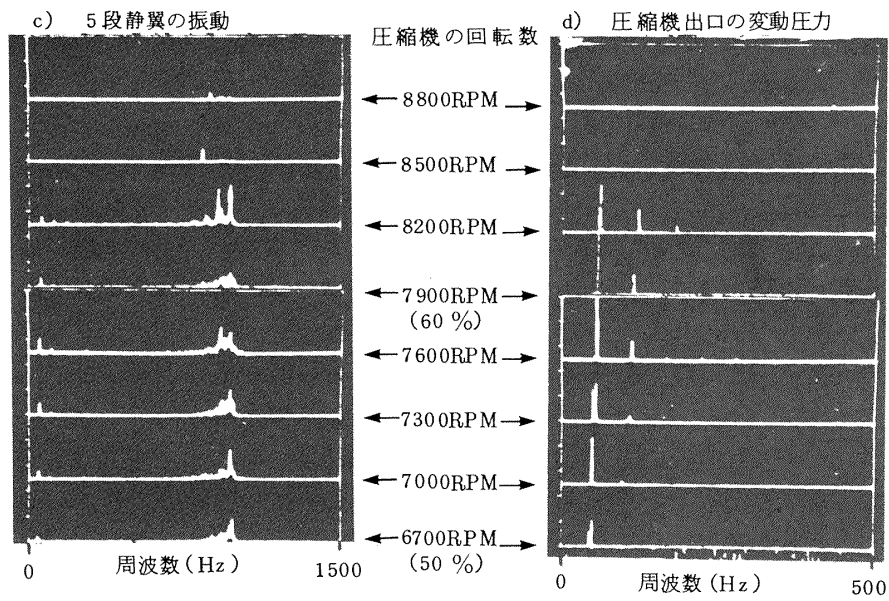 c) 5段静翼の振動
圧縮機の回転数
d) 圧縮機出口の変動圧力
8800RPM
8500RPM
8200RPM
7900RPM
(60 %)
7600RPM
7300RPM
7000RPM
6700RPM
(50 %)
0 周波数(Hz) 1500
0 周波数(Hz) 500